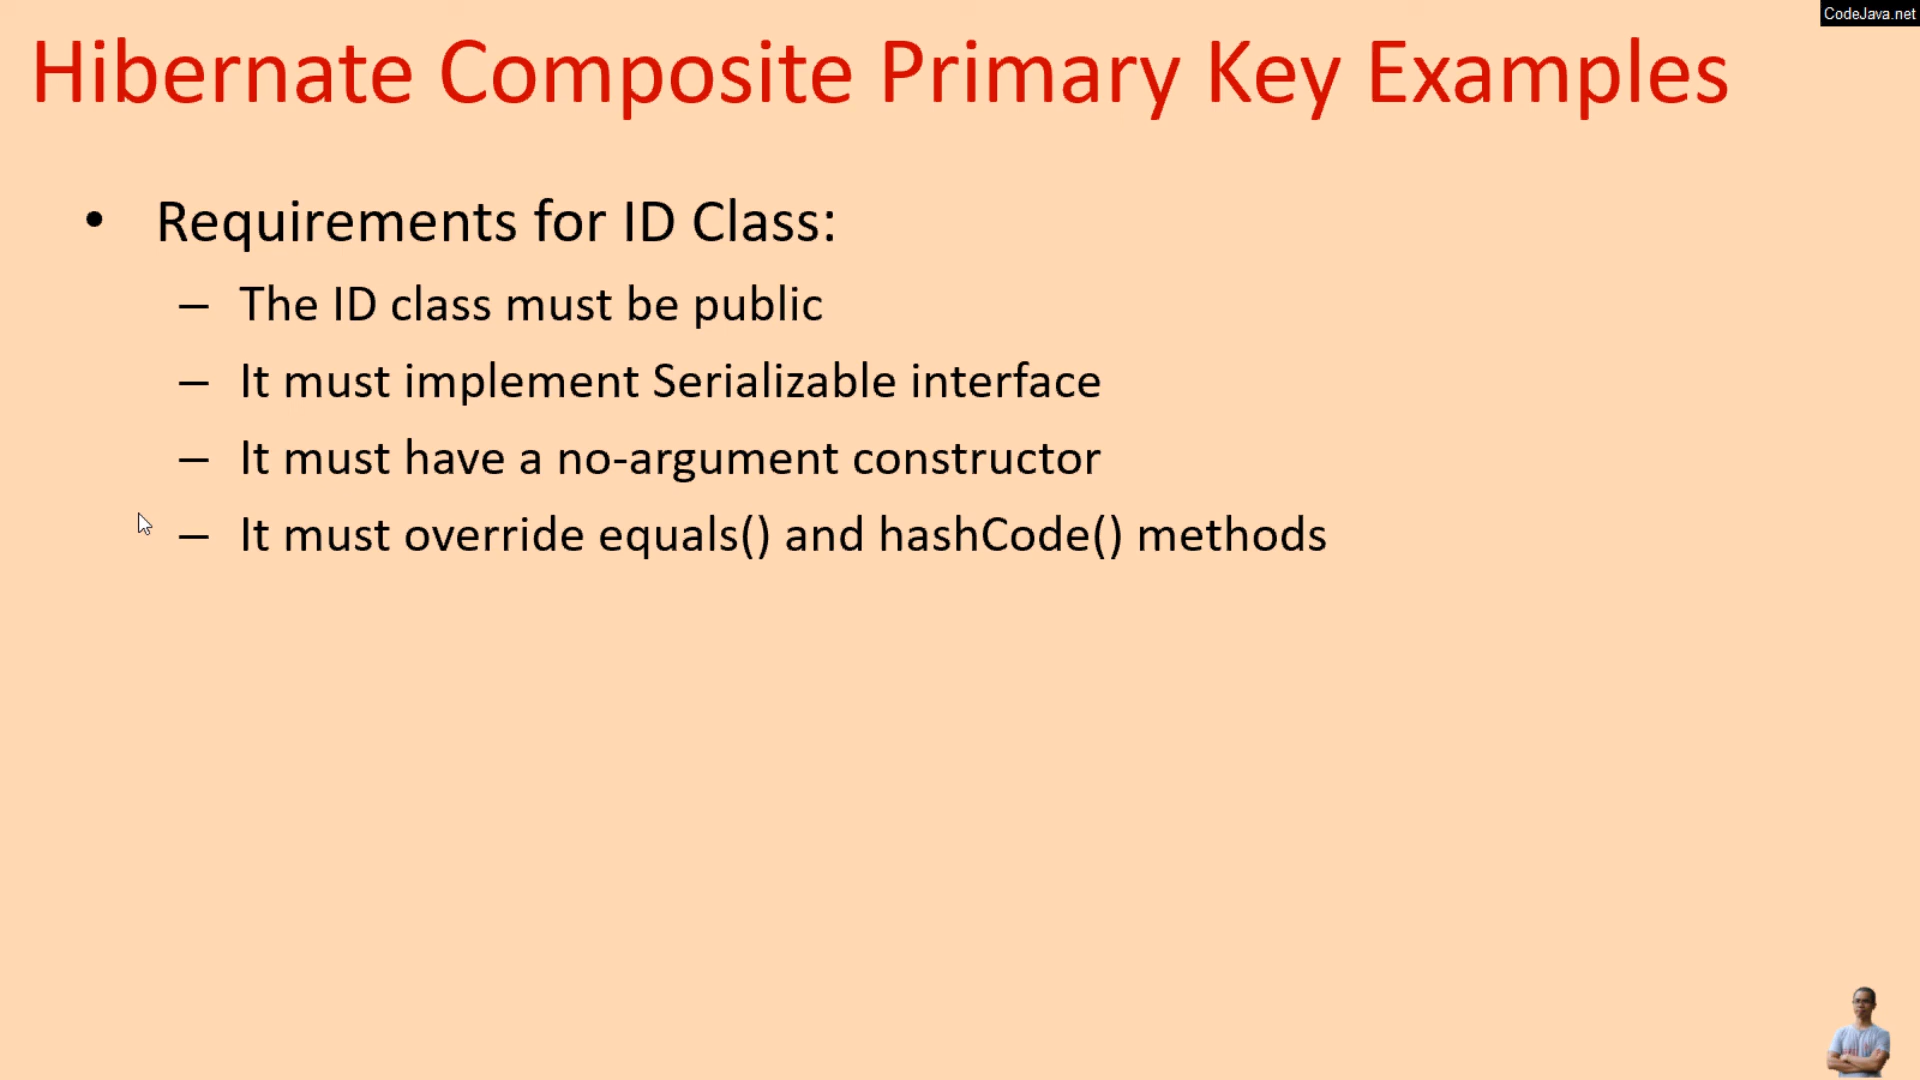 CodeJava.net
Hibernate Composite Primary Key Examples
• Requirements for ID Class:
– The ID class must be public
– It must implement Serializable interface
– It must have a no-argument constructor
– It must override equals() and hashCode() methods